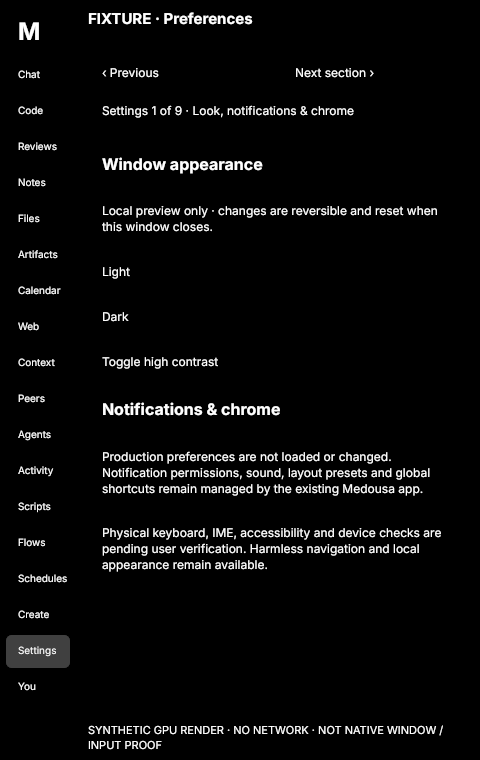 M
Chat
Code
Reviews
Notes
Files
Artifacts
Calendar
Web
Context
Peers
Agents
Activity
Scripts
Flows
Schedules
Create
Settings
You
FIXTURE · Preferences
‹ Previous
Next section ›
Settings 1 of 9 · Look, notifications & chrome
Window appearance
Local preview only · changes are reversible and reset when
this window closes.
Light
Dark
Toggle high contrast
Notifications & chrome
Production preferences are not loaded or changed.
Notification permissions, sound, layout presets and global
shortcuts remain managed by the existing Medousa app.
Physical keyboard, IME, accessibility and device checks are
pending user verification. Harmless navigation and local
appearance remain available.
SYNTHETIC GPU RENDER · NO NETWORK · NOT NATIVE WINDOW /
INPUT PROOF